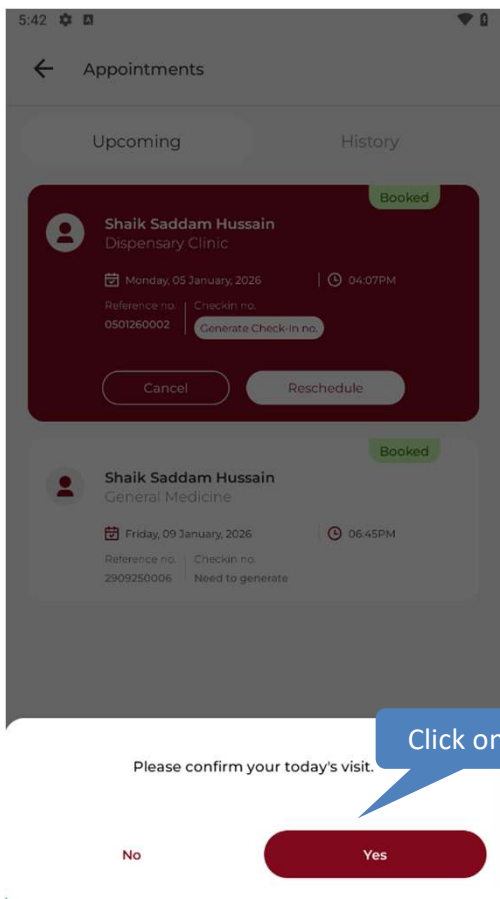 5:42
Appointments
Upcoming History
Booked
Shaik Saddam Hussain
Dispensary Clinic
Monday, 05 January, 2026 04:07PM
Reference no. Checkin no.
0501260002 Generate Check-In no.
Cancel Reschedule
Booked
Shaik Saddam Hussain
General Medicine
Friday, 09 January, 2026 06:45PM
Reference no. Checkin no.
2909250006 Need to generate
Click on
Please confirm your today's visit.
No Yes